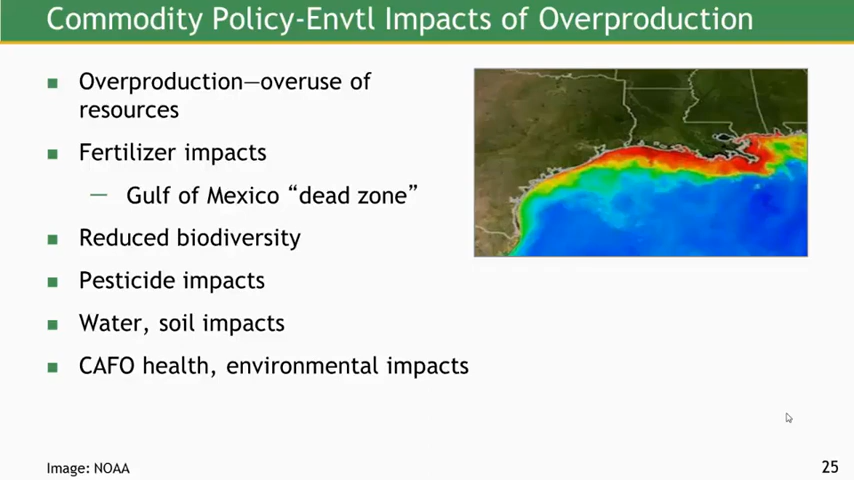 Commodity Policy-Envtl Impacts of Overproduction
■ Overproduction—overuse of
resources
■ Fertilizer impacts
— Gulf of Mexico “dead zone”
■ Reduced biodiversity
■ Pesticide impacts
■ Water, soil impacts
■ CAFO health, environmental impacts
Image: NOAA
25